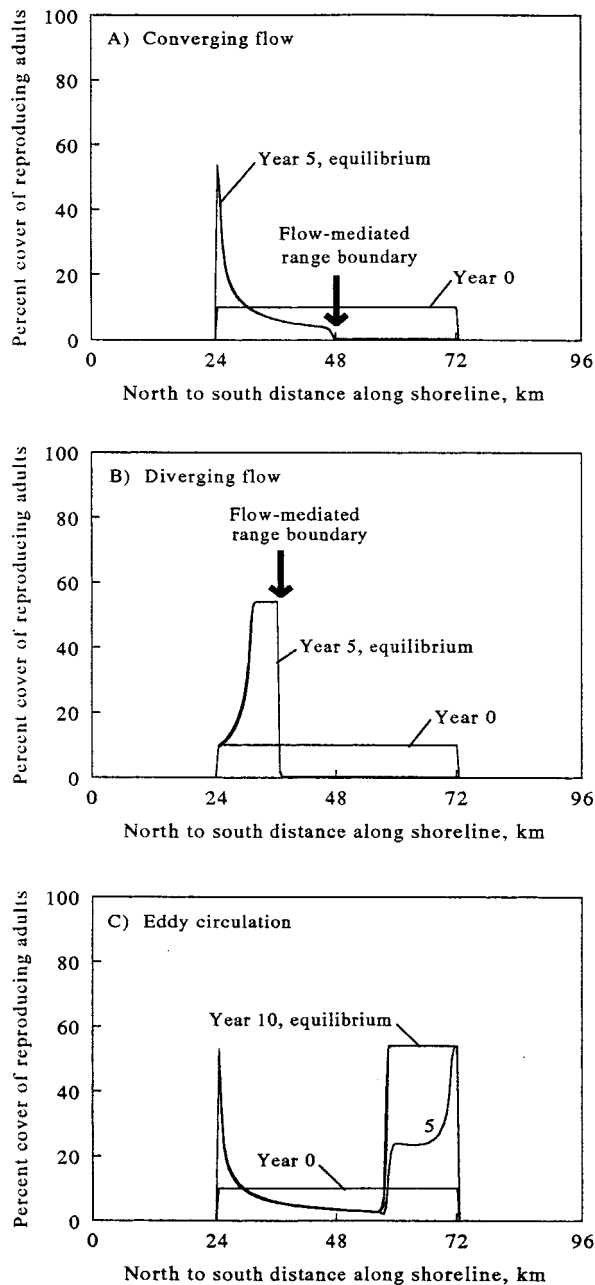 Percent cover of reproducing adults
100
80
60
40
20
0
A) Converging flow
Year 5, equilibrium
Flow-mediated
range boundary
Year 0
0 24 48 72 96
North to south distance along shoreline, km
Percent cover of reproducing adults
100
80
60
40
20
0
B) Diverging flow
Flow-mediated
range boundary
Year 5, equilibrium
Year 0
0 24 48 72 96
North to south distance along shoreline, km
Percent cover of reproducing adults
100
80
60
40
20
0
C) Eddy circulation
Year 10, equilibrium
5
Year 0
0 24 48 72 96
North to south distance along shoreline, km